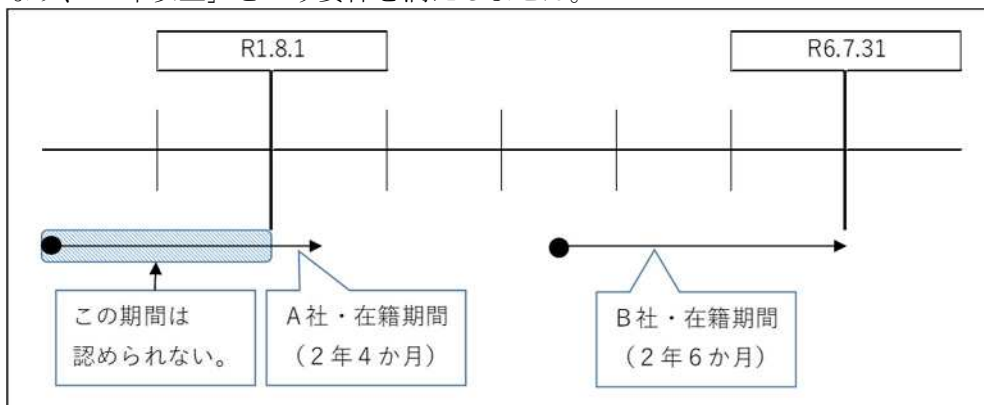 R1.8.1
R6.7.31
この期間は
認められない。
A社・在籍期間
(2年4か月)
B社・在籍期間
(2年6か月)